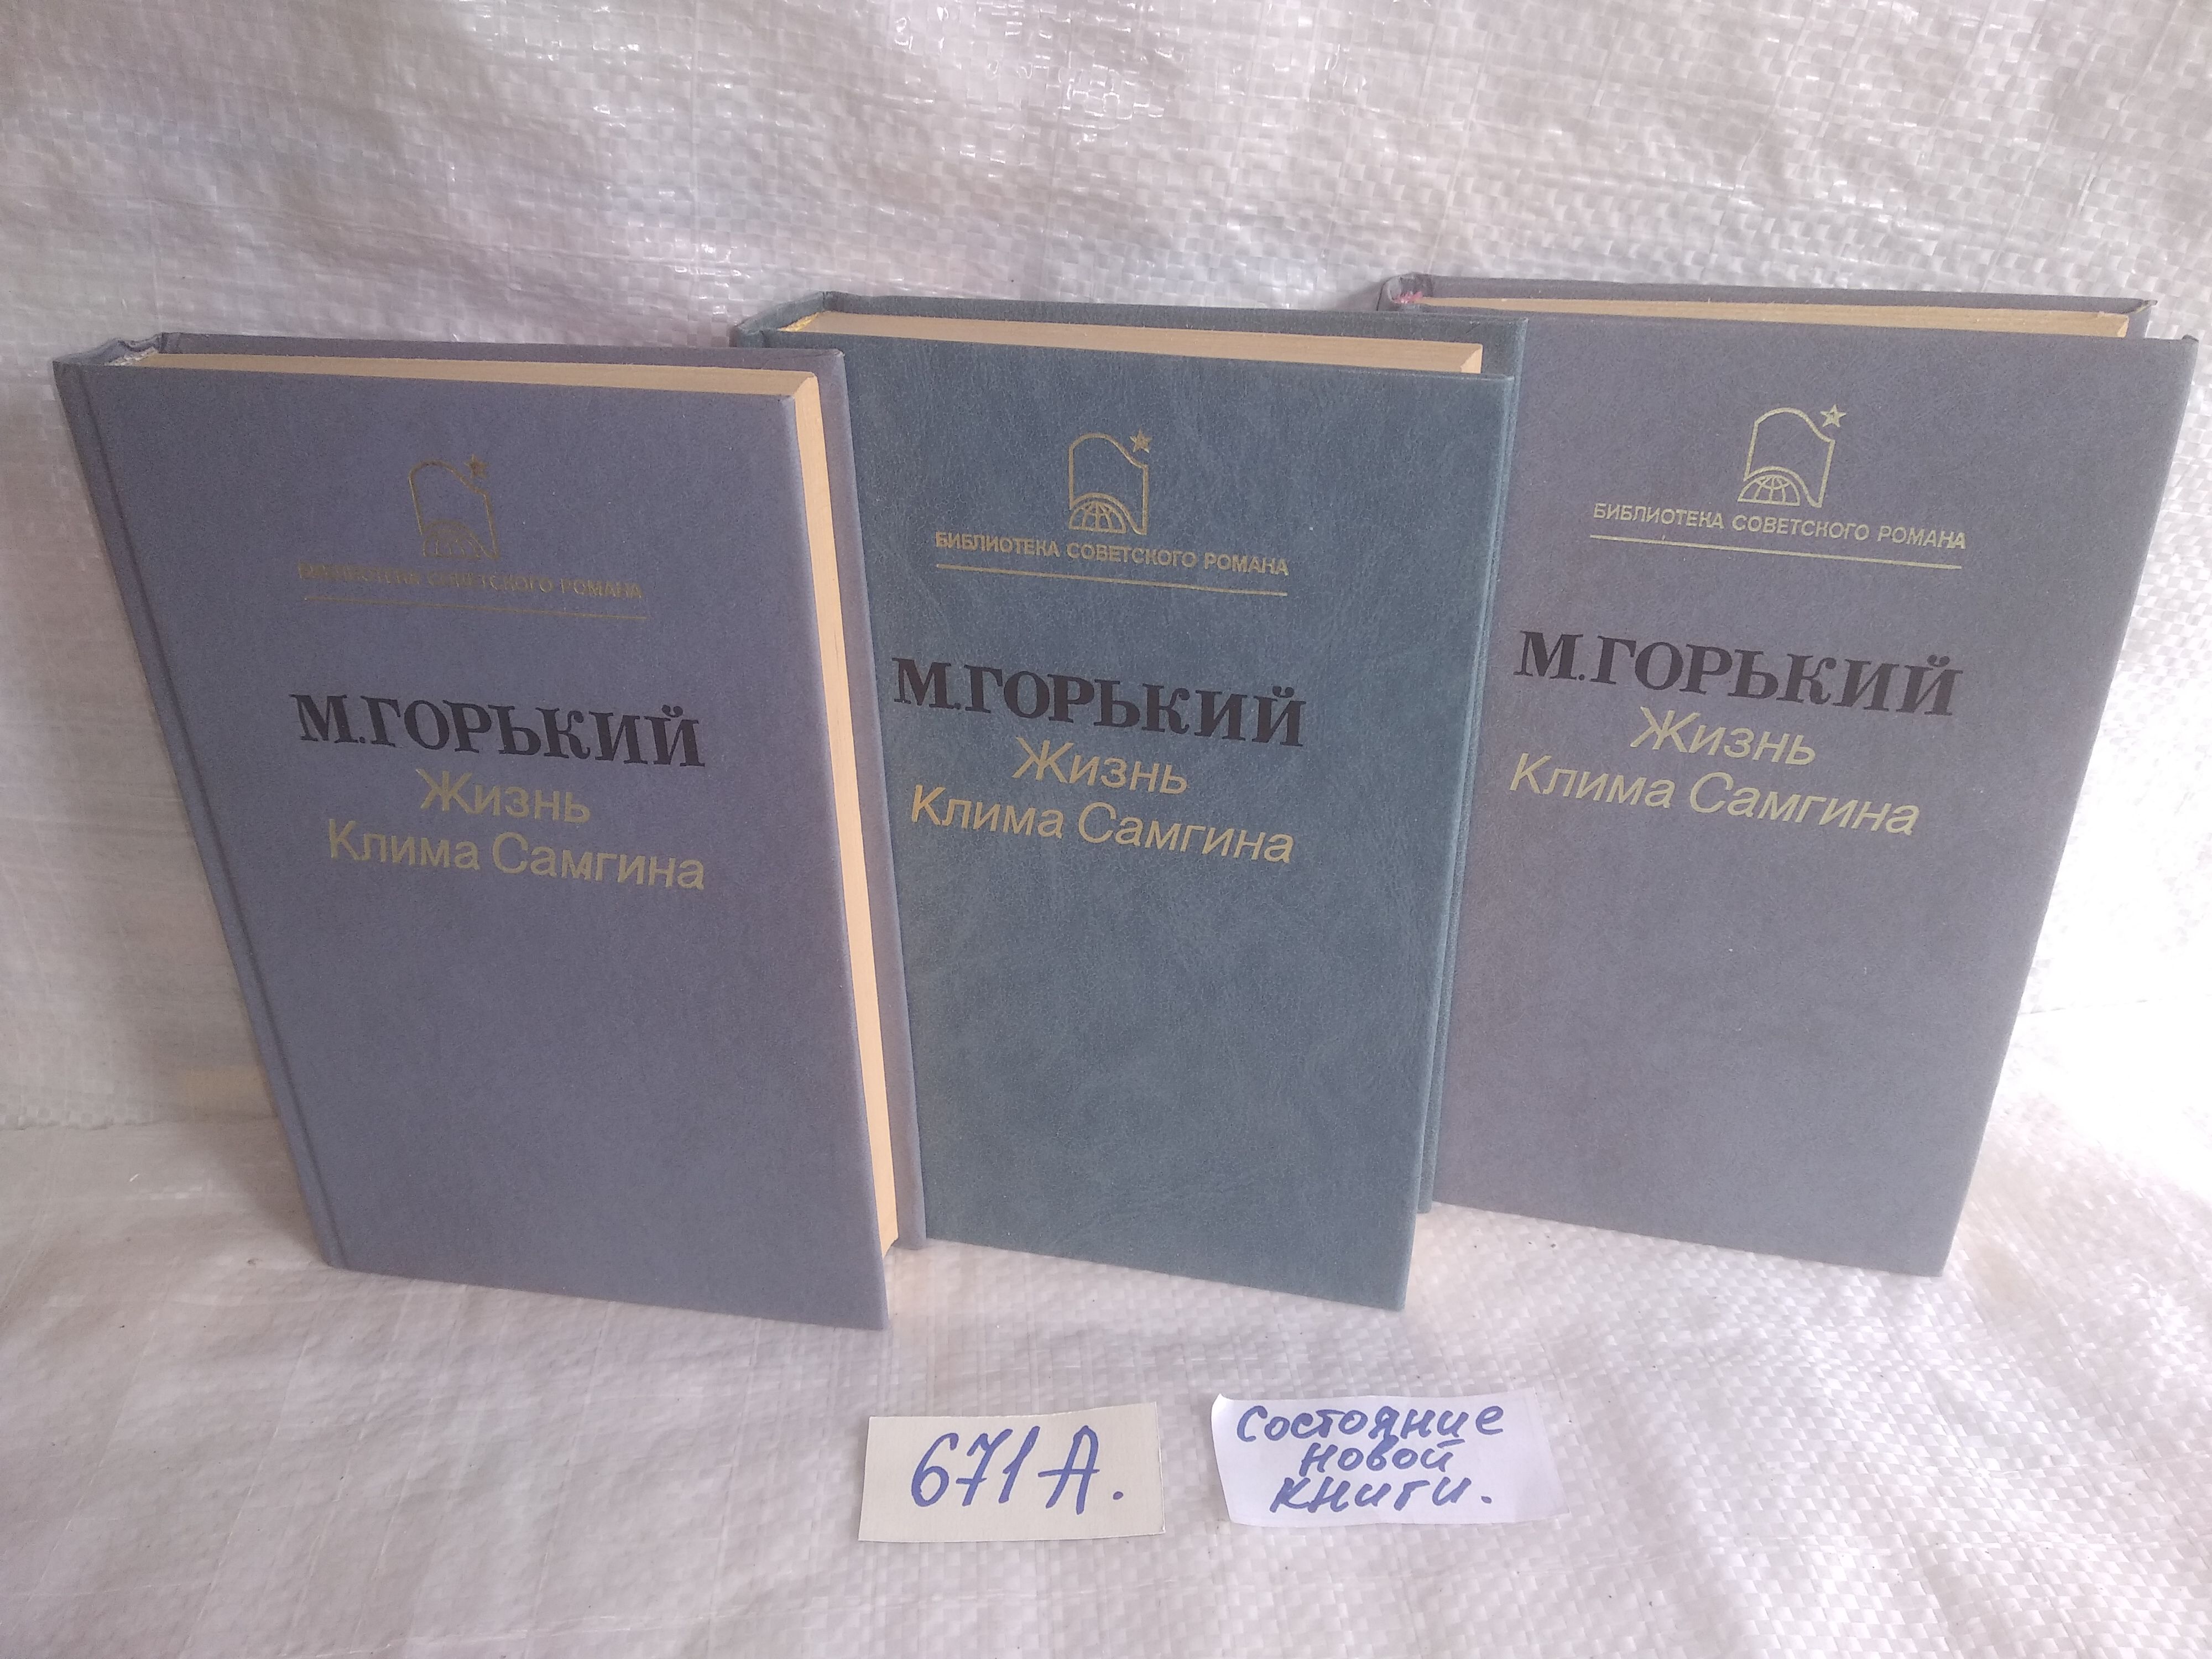 БИБЛИОТЕКА СОВЕТСКОГО РОМАНА
М.ГОРЬКИЙ
Жизнь
Клима Самгина
БИБЛИОТЕКА СОВЕТСКОГО РОМАНА
М.ГОРЬКИЙ
Жизнь
Клима Самгина
БИБЛИОТЕКА СОВЕТСКОГО РОМАНА
М.ГОРЬКИЙ
Жизнь
Клима Самгина
671А.
Состояние
новой
книги.